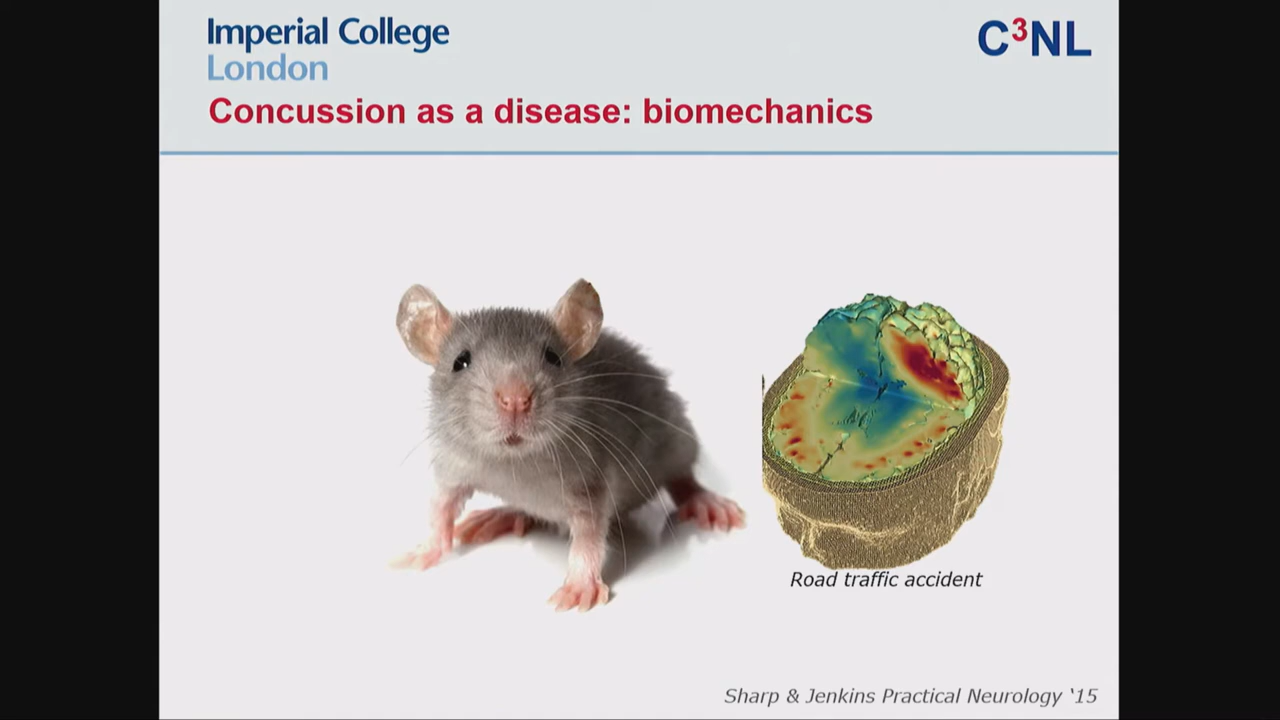 Imperial College
London
C³NL
Concussion as a disease: biomechanics
Road traffic accident
Sharp & Jenkins Practical Neurology ‘15